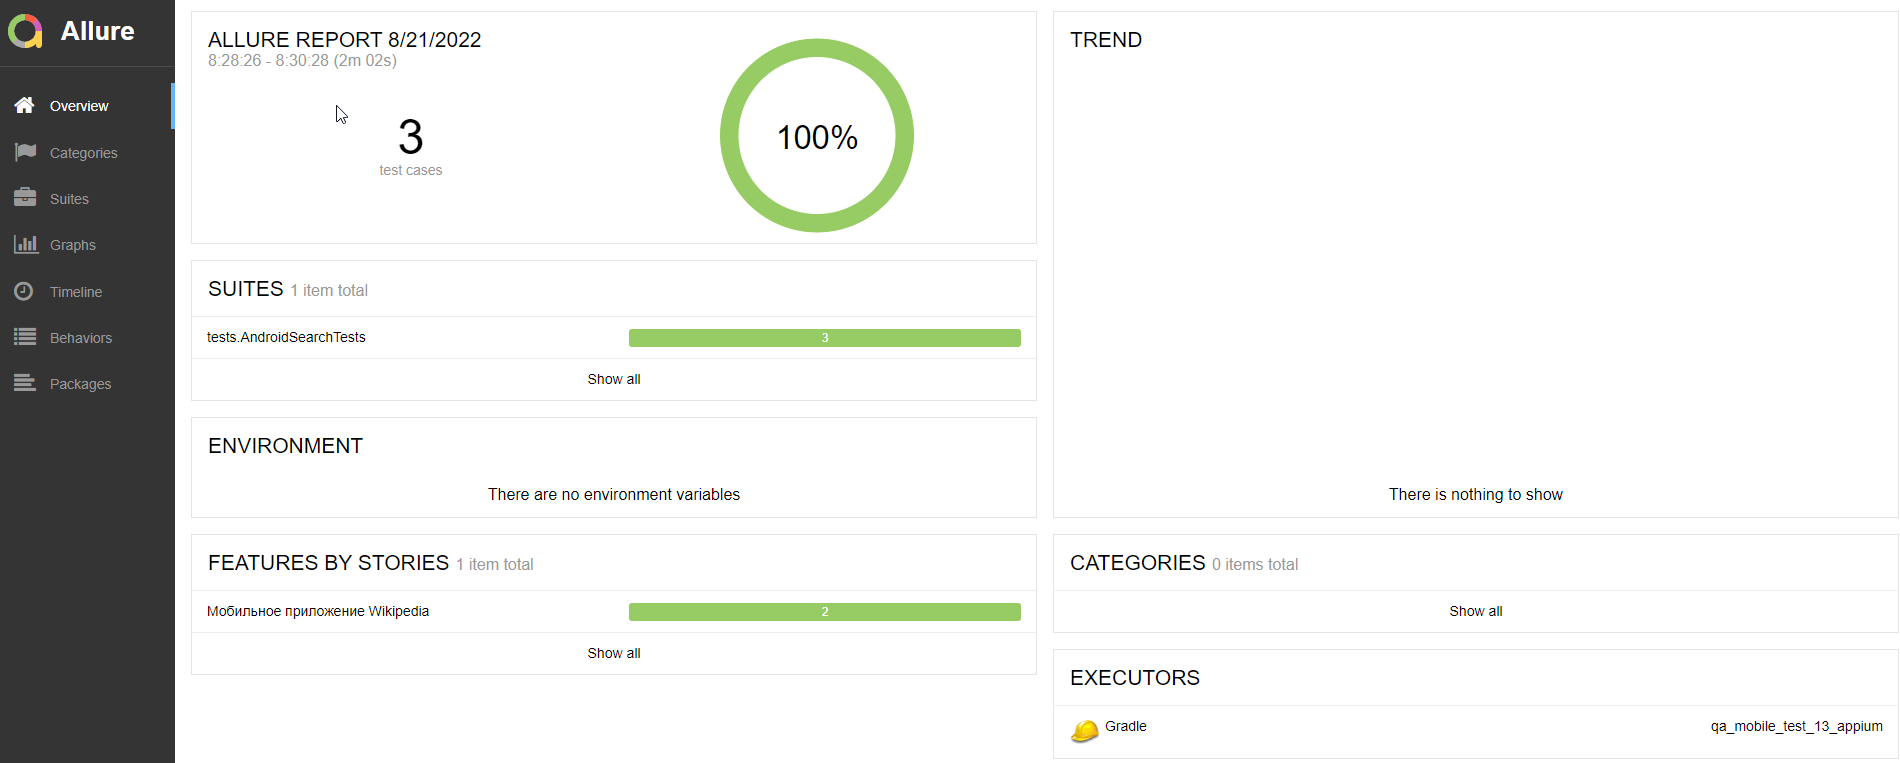 Allure
Overview
Categories
Suites
Graphs
Timeline
Behaviors
Packages
ALLURE REPORT 8/21/2022
8:28:26 - 8:30:28 (2m 02s)
3
test cases
100%
SUITES 1 item total
tests.AndroidSearchTests 3
Show all
ENVIRONMENT
There are no environment variables
FEATURES BY STORIES 1 item total
Мобильное приложение Wikipedia 2
Show all
TREND
There is nothing to show
CATEGORIES 0 items total
Show all
EXECUTORS
Gradle qa_mobile_test_13_appium